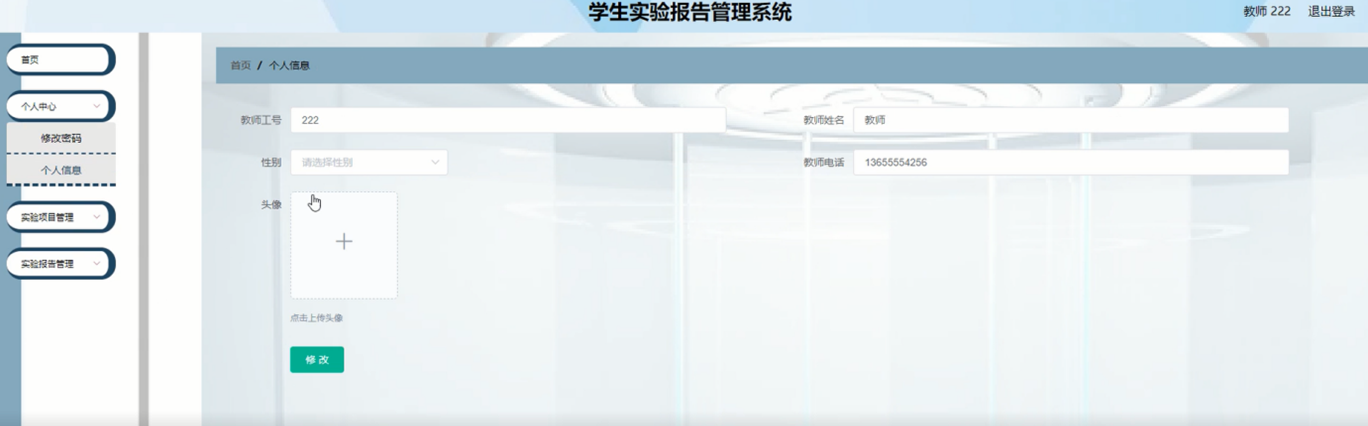 学生实验报告管理系统
教师 222 退出登录
首页
个人中心
修改密码
个人信息
实验项目管理
实验报告管理
首页 / 个人信息
教师工号 222
教师姓名 教师
性别 请选择性别
教师电话 13655554256
头像
点击上传头像
修改